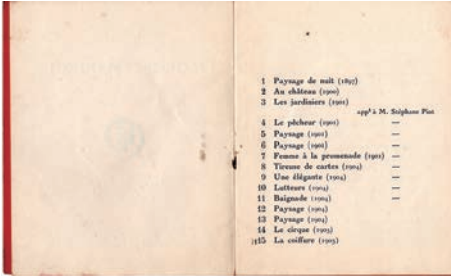 1 Paysage de nuit (1897)
2 Au château (1900)
3 Les jardiniers (1901)
appᵗ à M. Stéphane Piot
4 Le pêcheur (1901) —
5 Paysage (1901) —
6 Paysage (1901) —
7 Femme à la promenade (1901) —
8 Tireuse de cartes (1904) —
9 Une élégante (1904) —
10 Lutteurs (1904) —
11 Baignade (1904) —
12 Paysage (1904)
13 Paysage (1904)
14 Le cirque (1905)
15 La coiffure (1905)